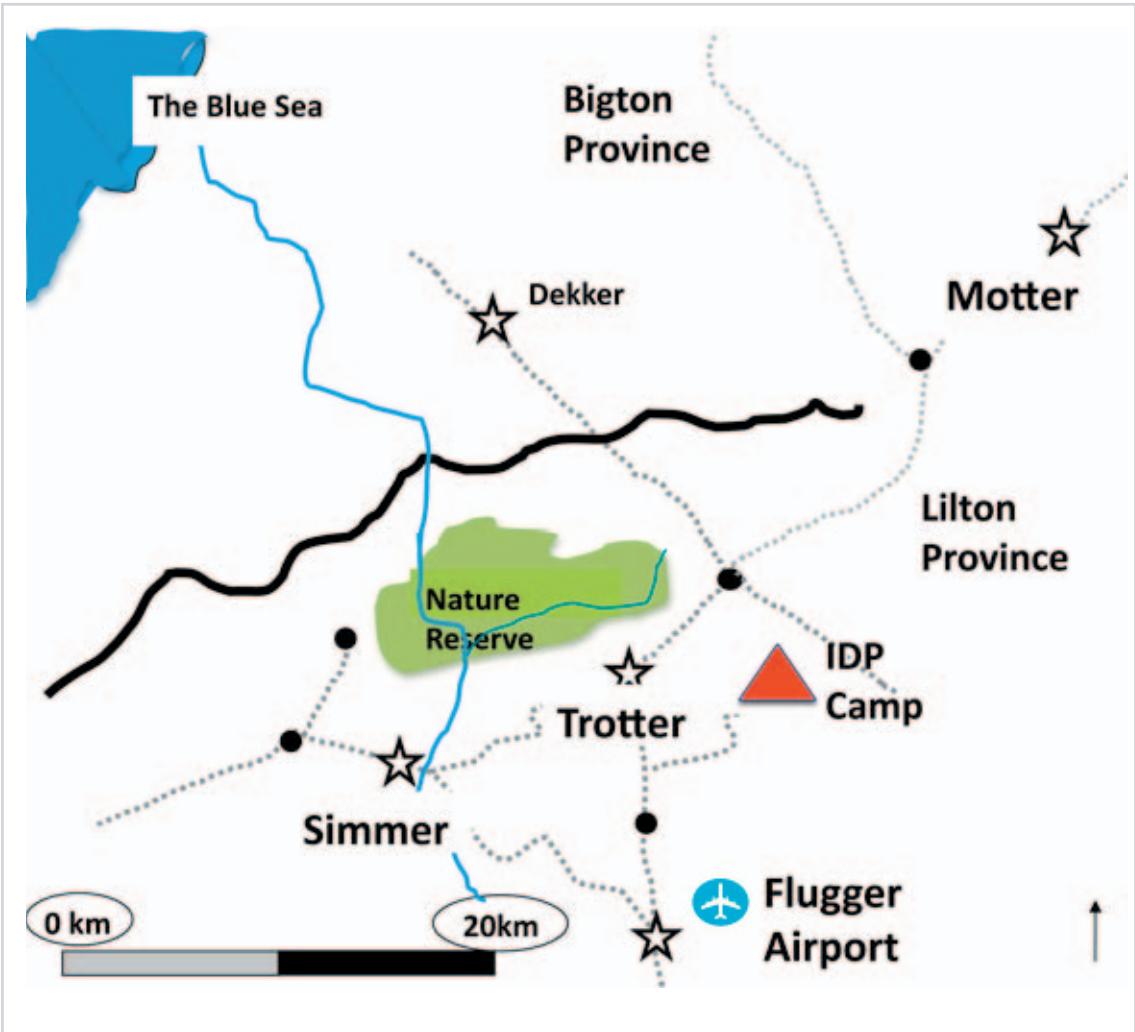 The Blue Sea
Bigton
Province
Motter
Dekker
Lilton
Province
Nature
Reserve
IDP
Camp
Trotter
Simmer
Flugger
Airport
0 km
20km